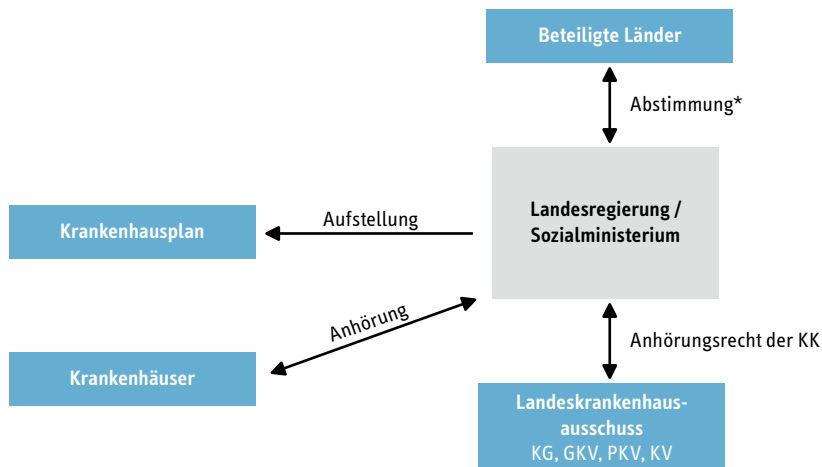 Beteiligte Länder
Abstimmung*
Landesregierung /
Sozialministerium
Krankenhausplan
Aufstellung
Anhörung
Krankenhäuser
Anhörungsrecht der KK
Landeskrankenhaus-
ausschuss
KG, GKV, PKV, KV